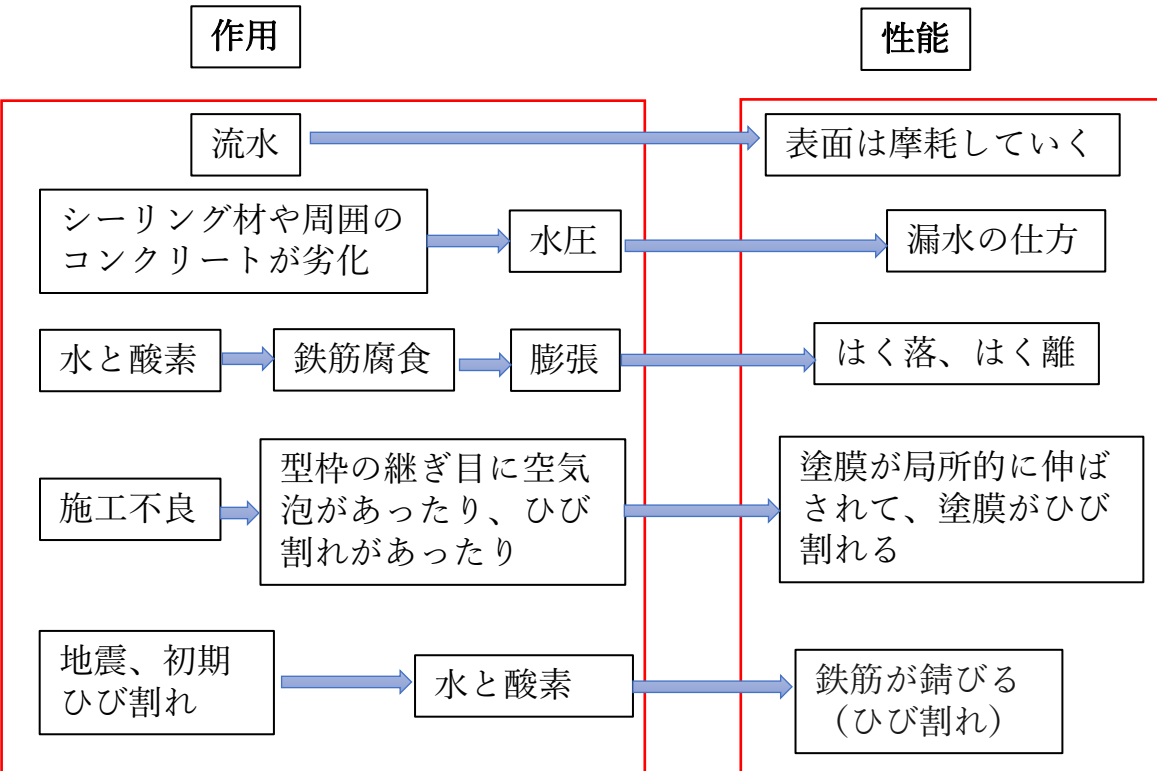 作用
性能
流水
表面は摩耗していく
シーリング材や周囲の
コンクリートが劣化
水圧
漏水の仕方
水と酸素
鉄筋腐食
膨張
はく落、はく離
施工不良
型枠の継ぎ目に空気
泡があったり、ひび
割れがあったり
塗膜が局所的に伸ば
されて、塗膜がひび
割れる
地震、初期
ひび割れ
水と酸素
鉄筋が錆びる
（ひび割れ）